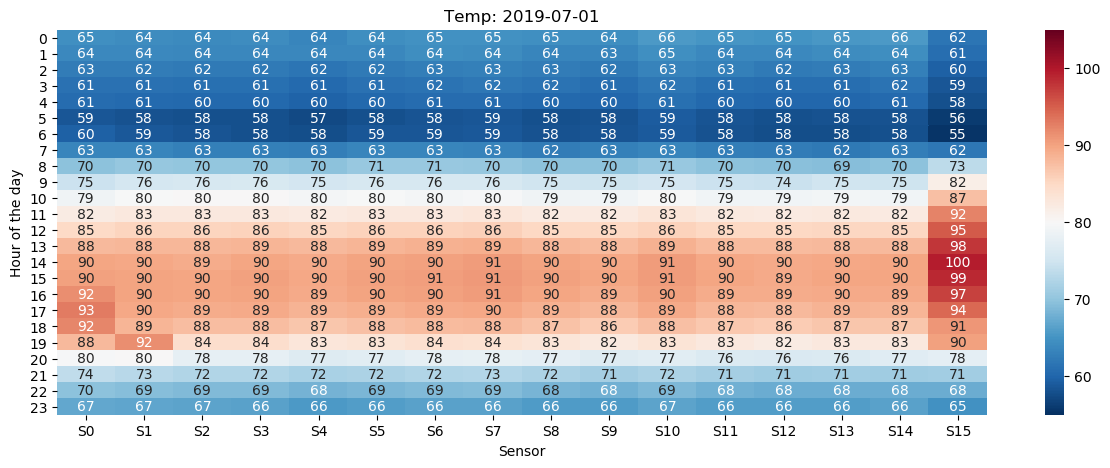 Temp: 2019-07-01
Hour of the day
0 65 64 64 64 64 64 65 65 65 64 66 65 65 65 66 62
1 64 64 64 64 64 64 64 64 64 63 65 64 64 64 64 61
2 63 62 62 62 62 62 63 63 63 62 63 63 62 63 63 60
3 61 61 61 61 61 61 62 62 62 61 62 61 61 61 62 59
4 61 61 60 60 60 60 61 61 60 60 61 60 60 60 61 58
5 59 58 58 58 57 58 58 59 58 58 59 58 58 58 58 56
6 60 59 58 58 58 59 59 59 58 58 59 58 58 58 58 55
7 63 63 63 63 63 63 63 63 62 63 63 63 63 62 63 62
8 70 70 70 70 70 71 71 70 70 70 71 70 70 69 70 73
9 75 76 76 76 75 76 76 76 75 75 75 75 74 75 75 82
10 79 80 80 80 80 80 80 80 79 79 80 79 79 79 79 87
11 82 83 83 83 82 83 83 83 82 82 83 82 82 82 82 92
12 85 86 86 86 85 86 86 86 85 85 86 85 85 85 85 95
13 88 88 88 88 88 89 89 89 88 88 89 88 88 88 88 98
14 90 90 89 90 90 90 90 91 90 90 91 90 90 90 90 100
15 90 90 90 90 90 90 91 91 90 90 91 90 89 90 90 99
16 92 90 90 90 89 90 90 91 90 89 90 89 89 90 89 97
17 93 90 89 89 89 89 89 90 89 88 89 88 88 89 89 94
18 92 89 88 88 87 88 88 88 87 86 88 87 86 87 87 91
19 88 92 84 84 83 83 84 84 83 82 83 83 82 83 83 90
20 80 80 78 78 77 77 78 78 77 77 77 76 76 76 77 78
21 74 73 72 72 72 72 72 73 72 71 72 71 71 71 71 71
22 70 69 69 69 68 69 69 69 68 68 69 68 68 68 68 68
23 67 67 67 66 66 66 66 66 66 66 67 66 66 66 66 65
S0 S1 S2 S3 S4 S5 S6 S7 S8 S9 S10 S11 S12 S13 S14 S15
Sensor
100
90
80
70
60